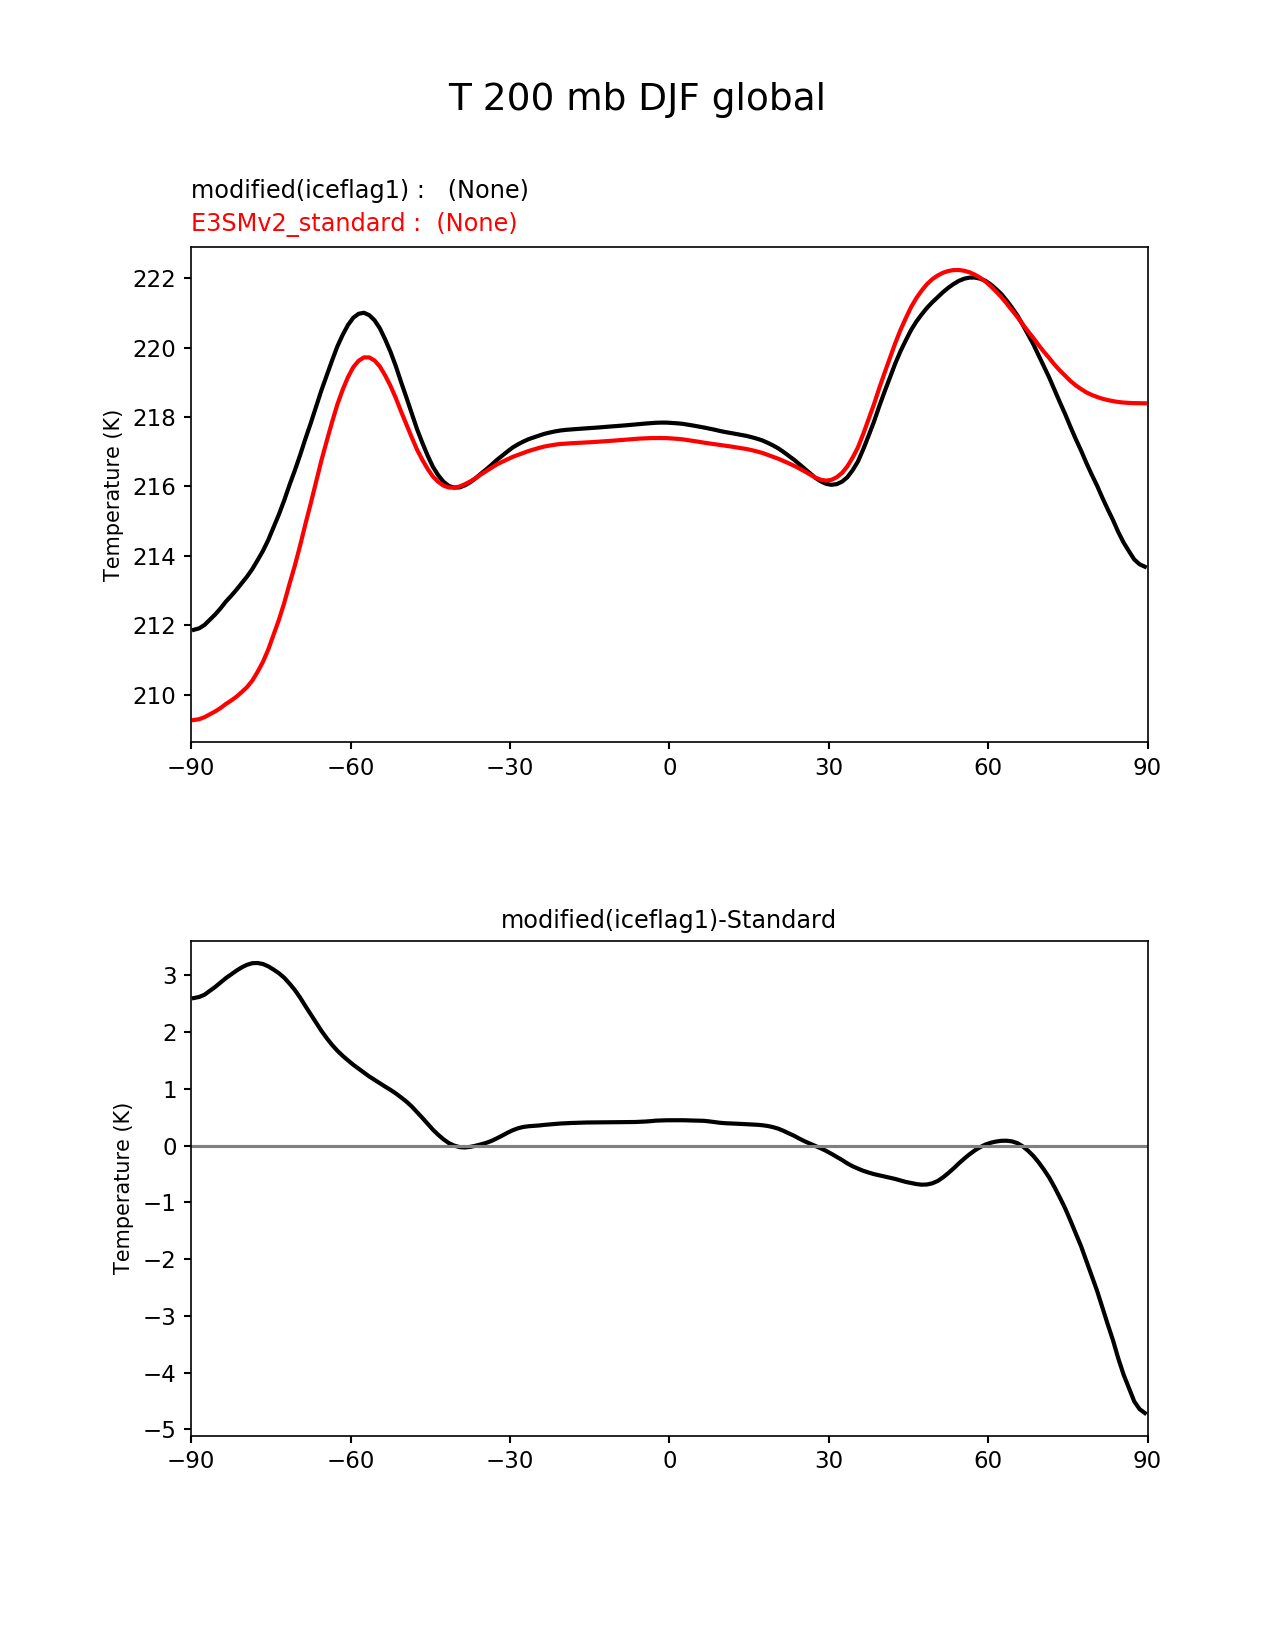 T 200 mb DJF global
modified(iceflag1) :   (None)
E3SMv2_standard :  (None)
222
220
218
216
214
212
210
Temperature (K)
−90 −60 −30 0 30 60 90
modified(iceflag1)-Standard
3
2
1
0
−1
−2
−3
−4
−5
Temperature (K)
−90 −60 −30 0 30 60 90